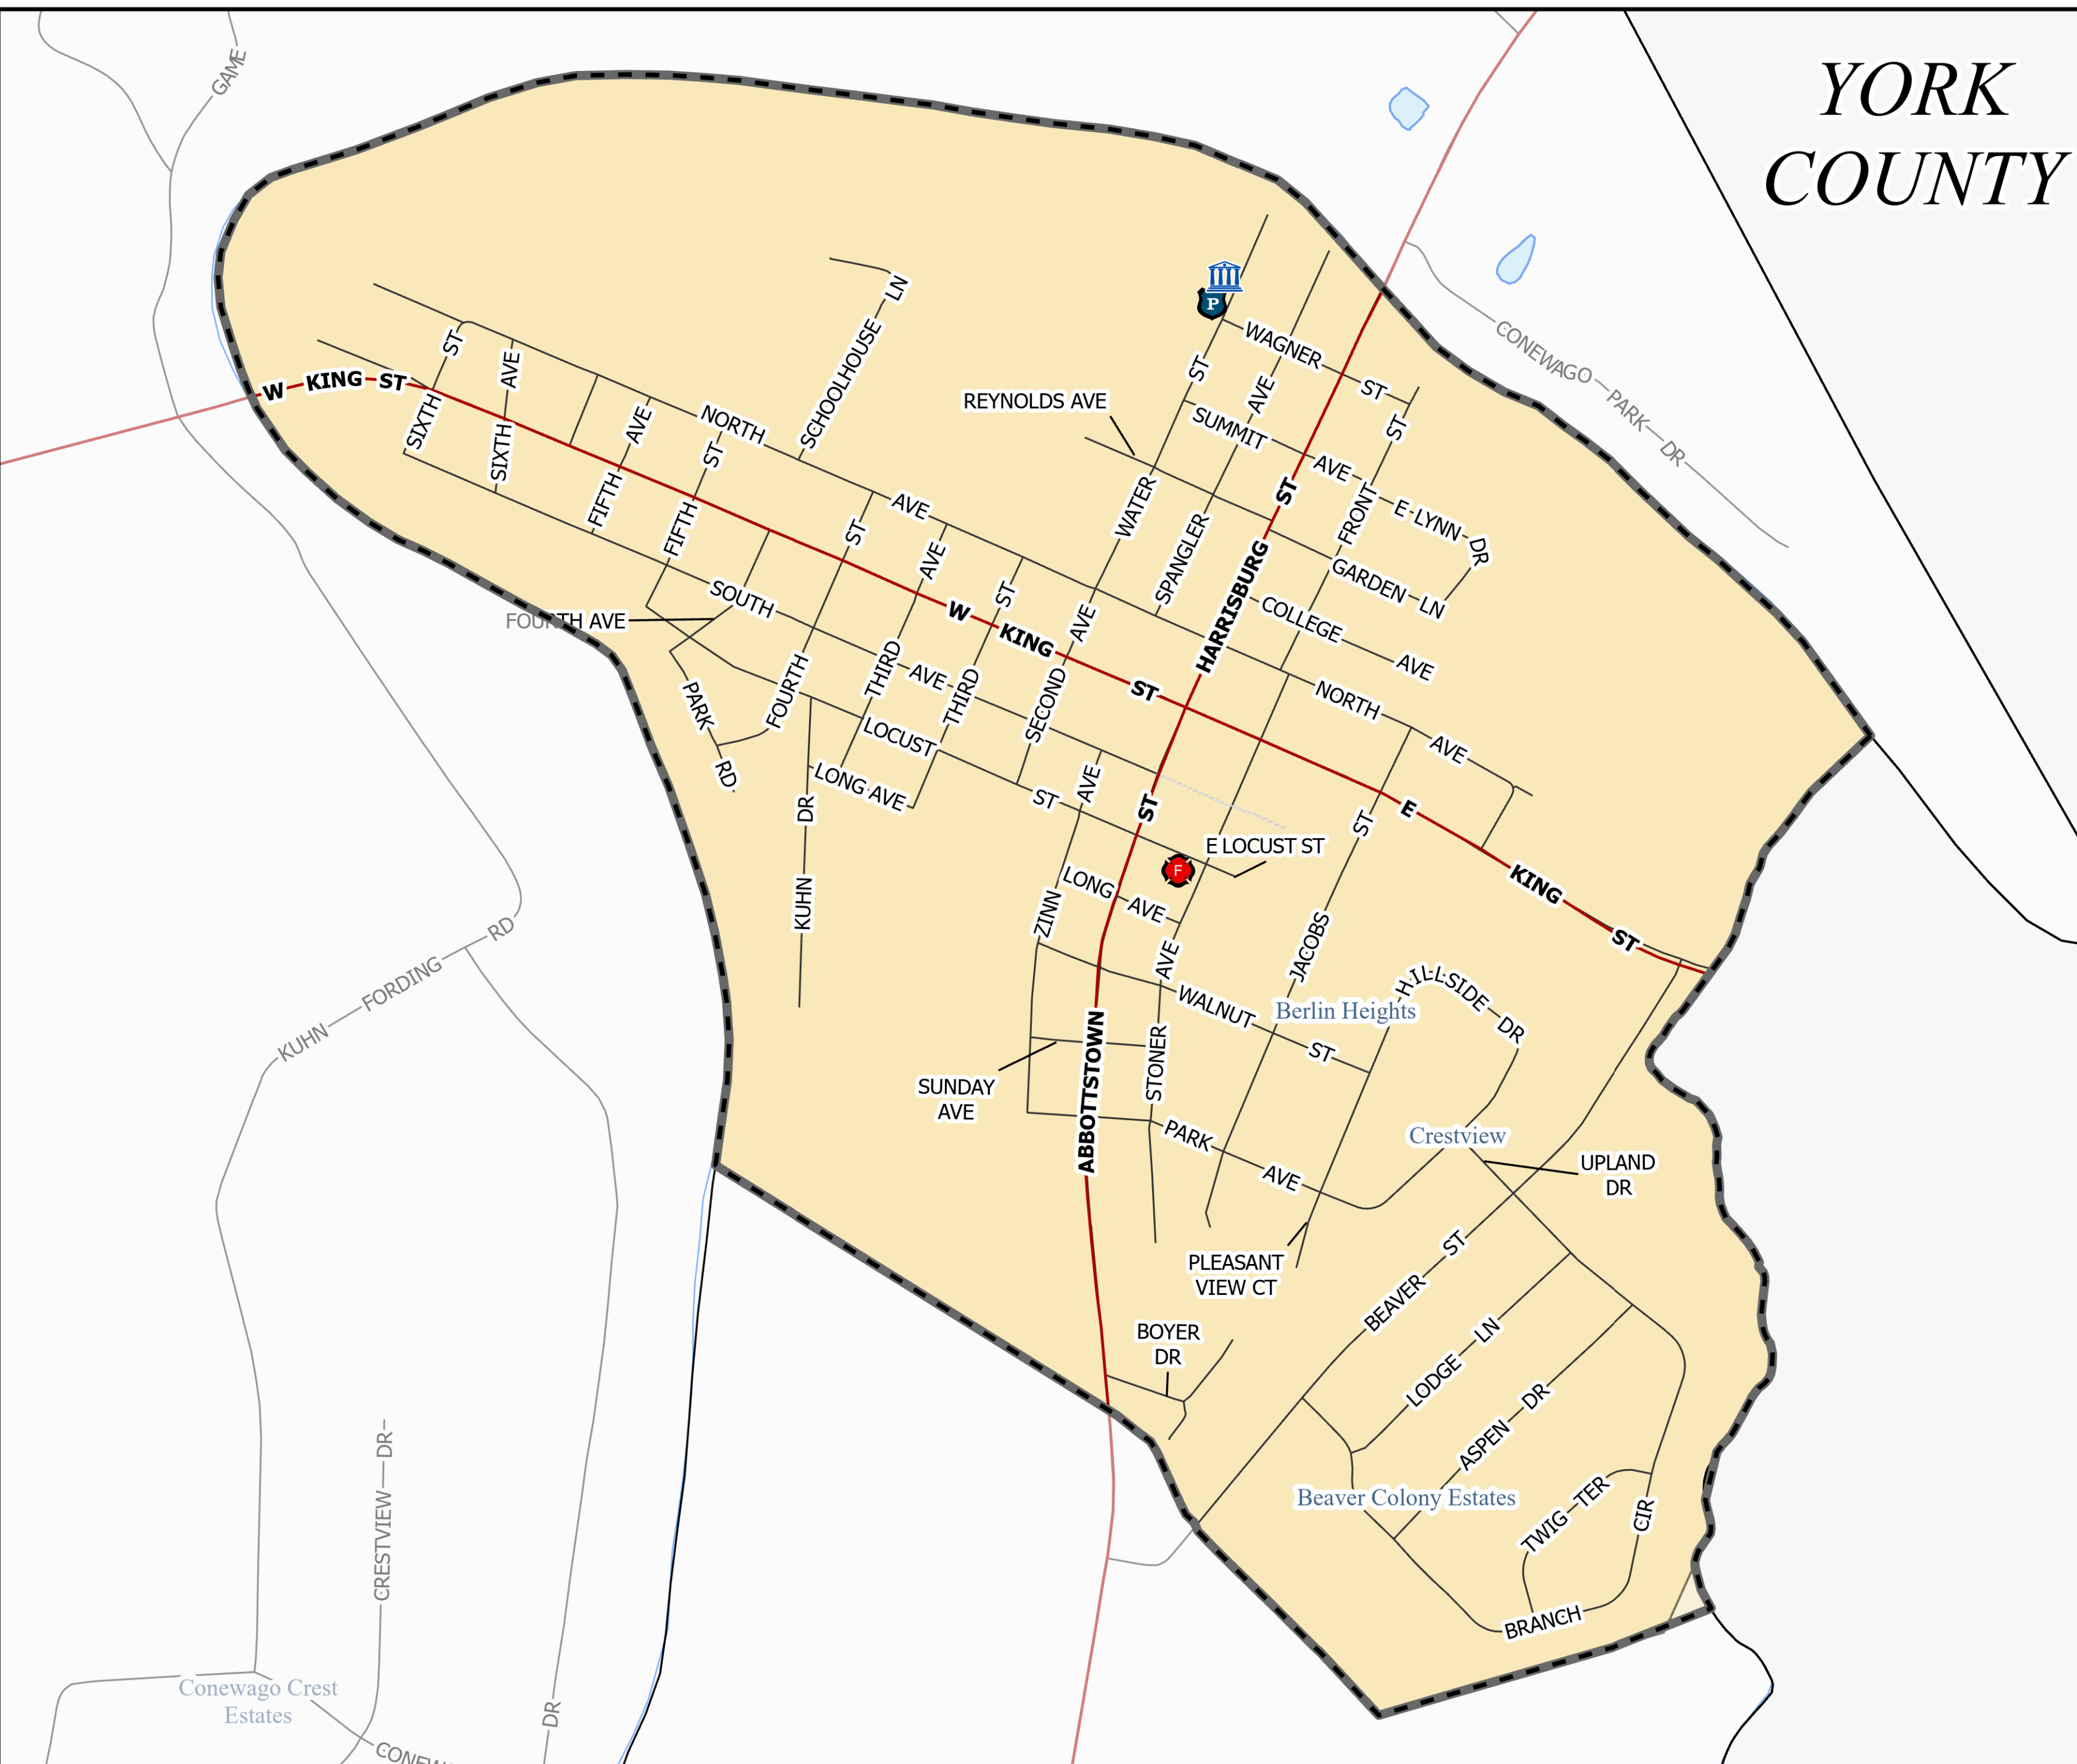 YORK
COUNTY
GAME
CONEWAGO PARK DR
SCHOOLHOUSE LN
P
WAGNER ST
SIXTH ST
SIXTH AVE
W KING ST
FIFTH AVE
FIFTH ST
NORTH AVE
REYNOLDS AVE
WATER ST
SPANGLER AVE
SUMMIT AVE
FRONT ST
E LYNN DR
GARDEN LN
COLLEGE AVE
HARRISBURG ST
FOURTH AVE
SOUTH AVE
FOURTH ST
THIRD AVE
THIRD ST
SECOND AVE
W KING ST
PARK RD
LOCUST ST
LONG AVE
KUHN DR
NORTH AVE
E KING ST
ZINN AVE
ABBOTTSTOWN ST
E LOCUST ST
F
LONG AVE
STONER AVE
JACOBS ST
WALNUT ST
HILLSIDE DR
Berlin Heights
SUNDAY
AVE
PARK AVE
Crestview
UPLAND
DR
PLEASANT
VIEW CT
BOYER
DR
BEAVER ST
LODGE LN
ASPEN DR
TWIG TER
Beaver Colony Estates
BRANCH CIR
KUHN FORDING RD
CRESTVIEW DR
Conewago Crest
Estates
DR